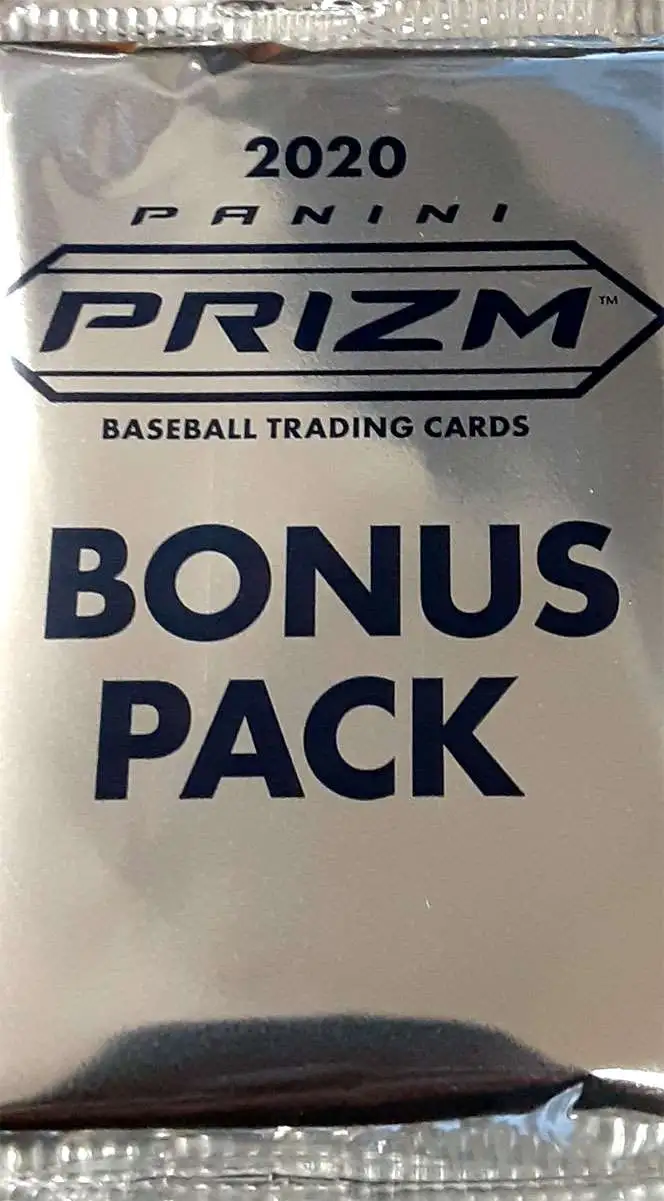 2020
PANINI
PRIZM™
BASEBALL TRADING CARDS
BONUS
PACK